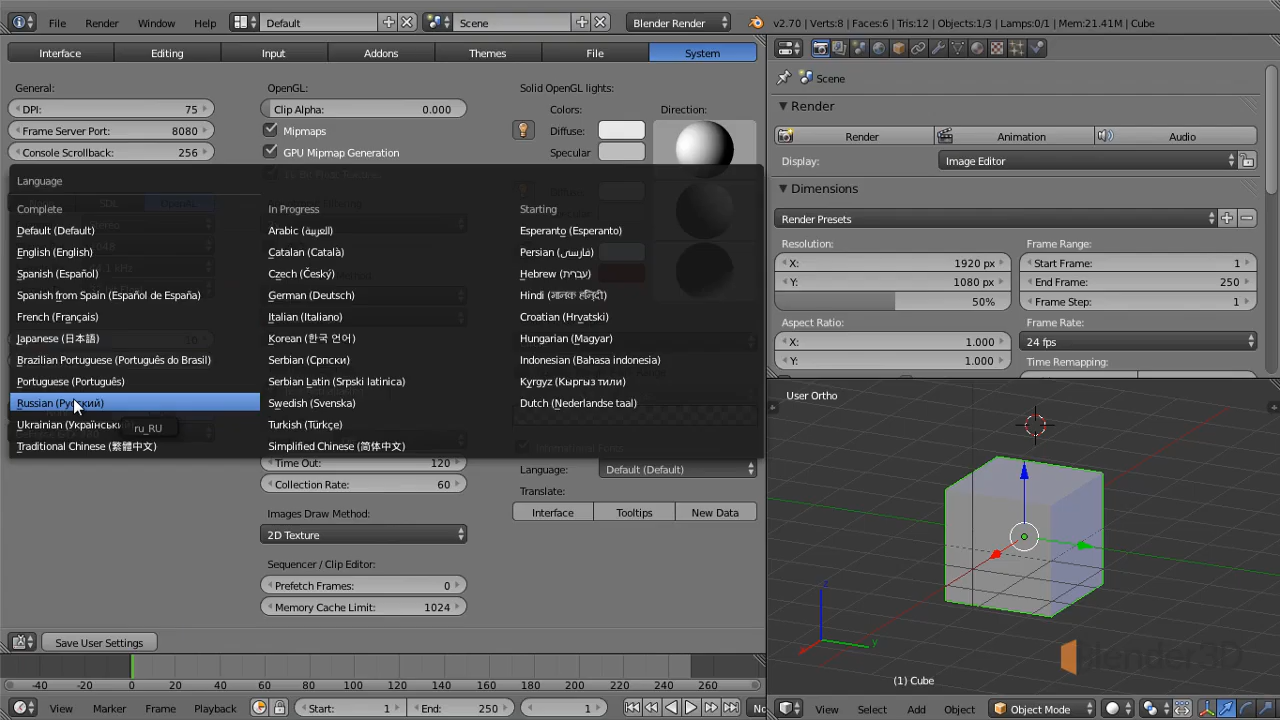 File Render Window Help Default Scene Blender Render v2.70 | Verts:8 | Faces:6 | Tris:12 | Objects:1/3 | Lamps:0/1 | Mem:21.41M | Cube
Interface Editing Input Addons Themes File System
General:
DPI: 75
Frame Server Port: 8080
Console Scrollback: 256
OpenGL:
Clip Alpha: 0.000
Mipmaps
GPU Mipmap Generation
Solid OpenGL lights:
Colors: Direction:
Diffuse:
Specular
Language
Complete
Default (Default)
English (English)
Spanish (Español)
Spanish from Spain (Español de España)
French (Français)
Japanese (日本語)
Brazilian Portuguese (Português do Brasil)
Portuguese (Português)
Russian (Русский)
Ukrainian (Українськ
ru_RU
Traditional Chinese (繁體中文)
In Progress
Arabic (العربية)
Catalan (Català)
Czech (Český)
German (Deutsch)
Italian (Italiano)
Korean (한국 언어)
Serbian (Српски)
Serbian Latin (Srpski latinica)
Swedish (Svenska)
Turkish (Türkçe)
Simplified Chinese (简体中文)
Starting
Esperanto (Esperanto)
Persian (فارسی)
Hebrew (עברית)
Hindi (मानक हिन्दी)
Croatian (Hrvatski)
Hungarian (Magyar)
Indonesian (Bahasa indonesia)
Kyrgyz (Кыргыз тили)
Dutch (Nederlandse taal)
Time Out: 120
Collection Rate: 60
Images Draw Method:
2D Texture
Sequencer / Clip Editor:
Prefetch Frames: 0
Memory Cache Limit: 1024
Language: Default (Default)
Translate:
Interface Tooltips New Data
Save User Settings
-40 -20 0 20 40 60 80 100 120 140 160 180 200 220 240 260
View Marker Frame Playback Start: 1 End: 250 1 No
Scene
Render
Render Animation Audio
Display: Image Editor
Dimensions
Render Presets
Resolution:
X: 1920 px
Y: 1080 px
50%
Aspect Ratio:
X: 1.000
Y: 1.000
Frame Range:
Start Frame: 1
End Frame: 250
Frame Step: 1
Frame Rate:
24 fps
Time Remapping:
User Ortho
z
y
(1) Cube
lender3D
View Select Add Object Object Mode